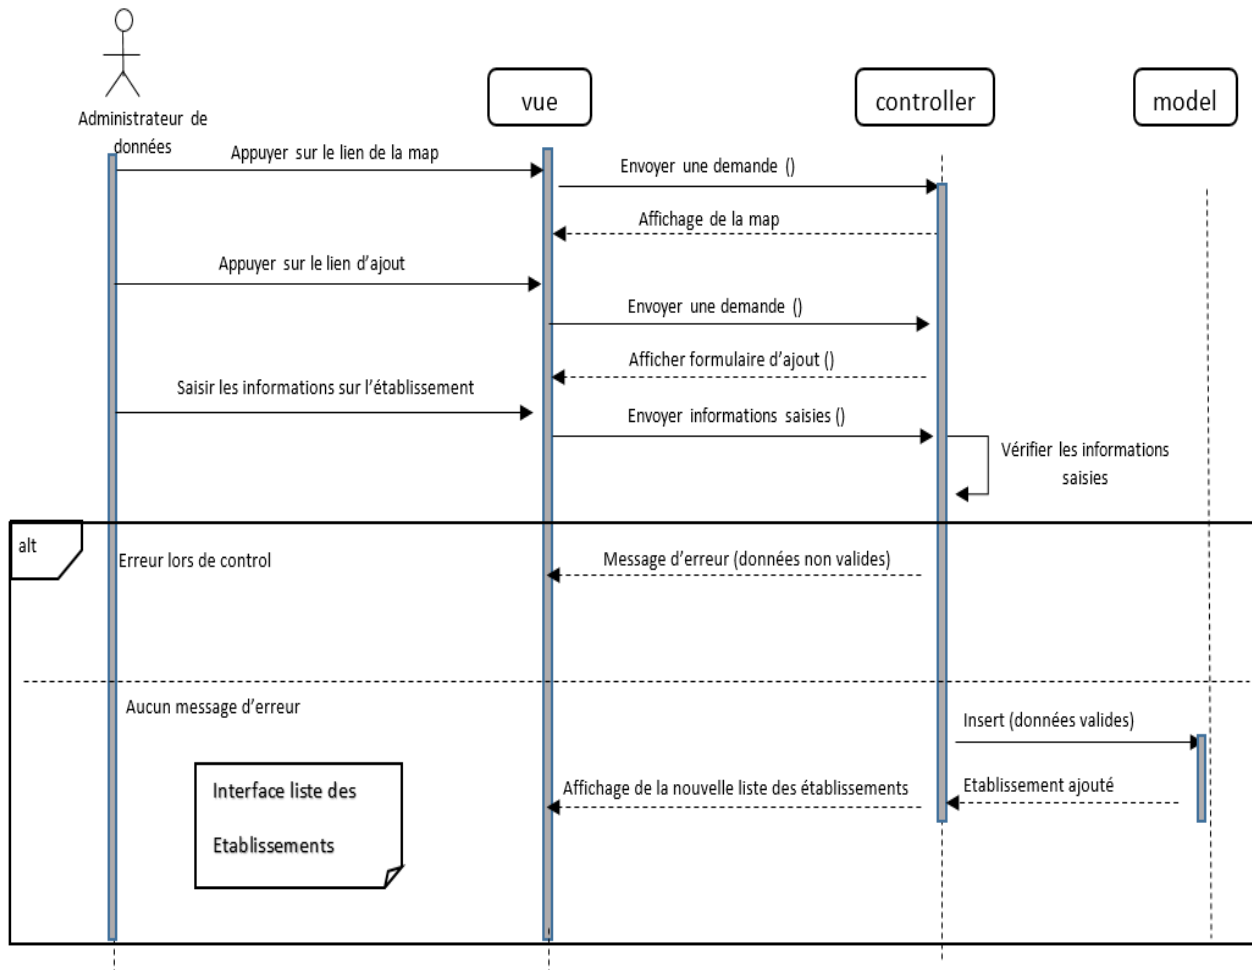 Administrateur de
données
vue
controller
model
Appuyer sur le lien de la map
Envoyer une demande ()
Affichage de la map
Appuyer sur le lien d'ajout
Envoyer une demande ()
Afficher formulaire d'ajout ()
Saisir les informations sur l'établissement
Envoyer informations saisies ()
Vérifier les informations
saisies
alt
Erreur lors de control
Message d'erreur (données non valides)
Aucun message d'erreur
Insert (données valides)
Interface liste des
Etablissements
Affichage de la nouvelle liste des établissements
Etablissement ajouté